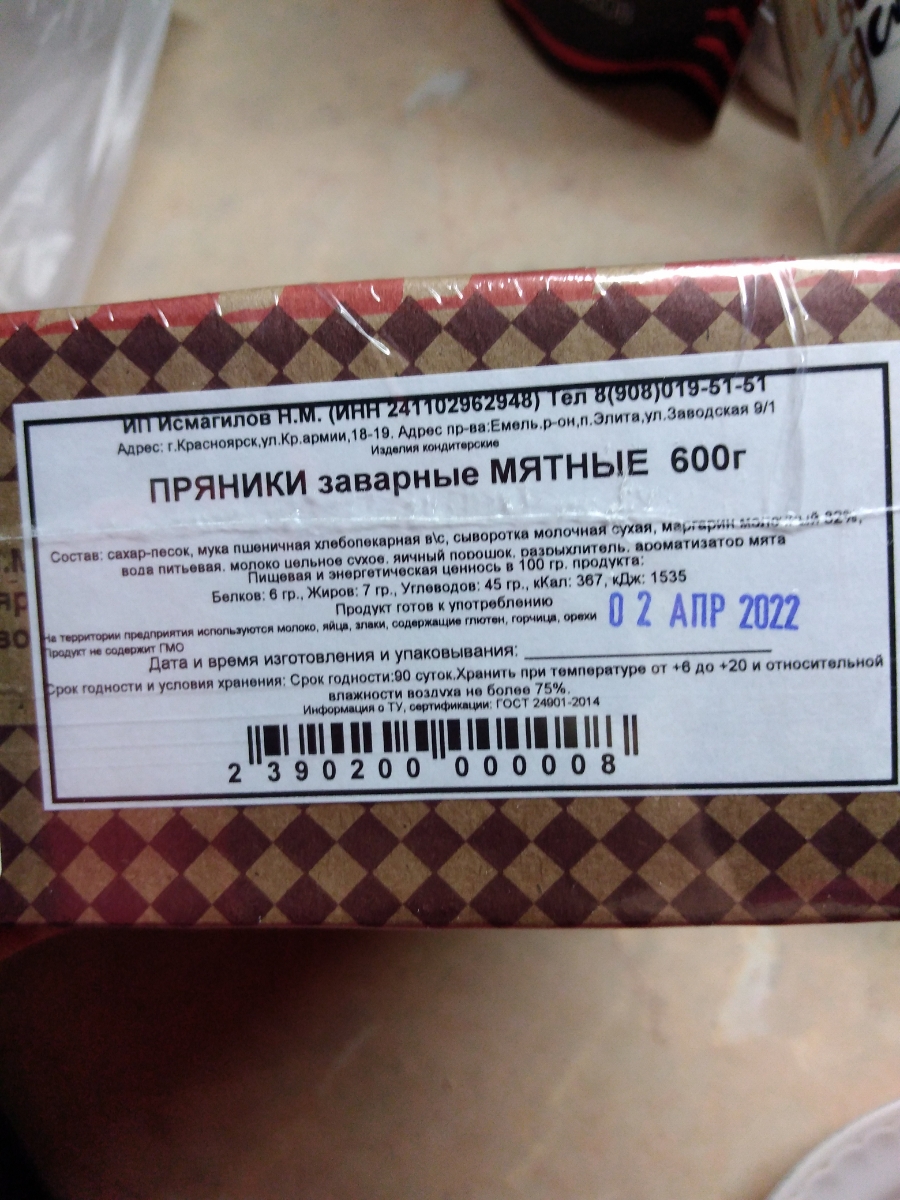 ИП Исмагилов Н.М. (ИНН 241102962948) Тел 8(908)019-51-51
Адрес: г.Красноярск,ул.Кр.армии,18-19. Адрес пр-ва:Емель.р-он,п.Элита,ул.Заводская 9/1
Изделия кондитерские
ПРЯНИКИ заварные МЯТНЫЕ 600г
Состав: сахар-песок, мука пшеничная хлебопекарная в\с, сыворотка молочная сухая, маргарин молочный 82%,
вода питьевая, молоко цельное сухое, яичный порошок, разрыхлитель, ароматизатор мята
Пищевая и энергетическая ценнось в 100 гр. продукта:
Белков: 6 гр., Жиров: 7 гр., Углеводов: 45 гр., кКал: 367, кДж: 1535
Продукт готов к употреблению
02 АПР 2022
На территории предприятия используются молоко, яйца, злаки, содержащие глютен, горчица, орехи
Продукт не содержит ГМО
Дата и время изготовления и упаковывания:
Срок годности и условия хранения: Срок годности:90 суток.Хранить при температуре от +6 до +20 и относительной
влажности воздуха не более 75%.
Информация о ТУ, сертификации: ГОСТ 24901-2014
2 390200 000008